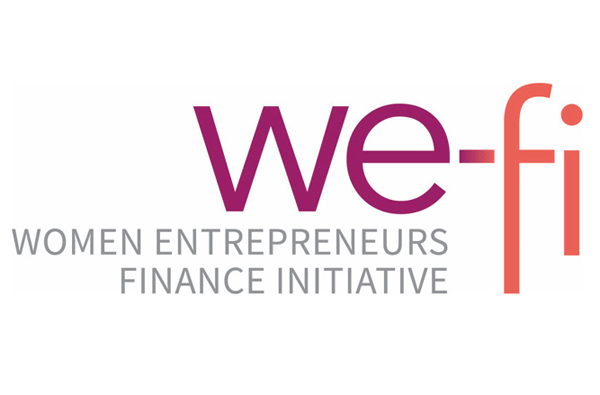 we-fi
WOMEN ENTREPRENEURS
FINANCE INITIATIVE